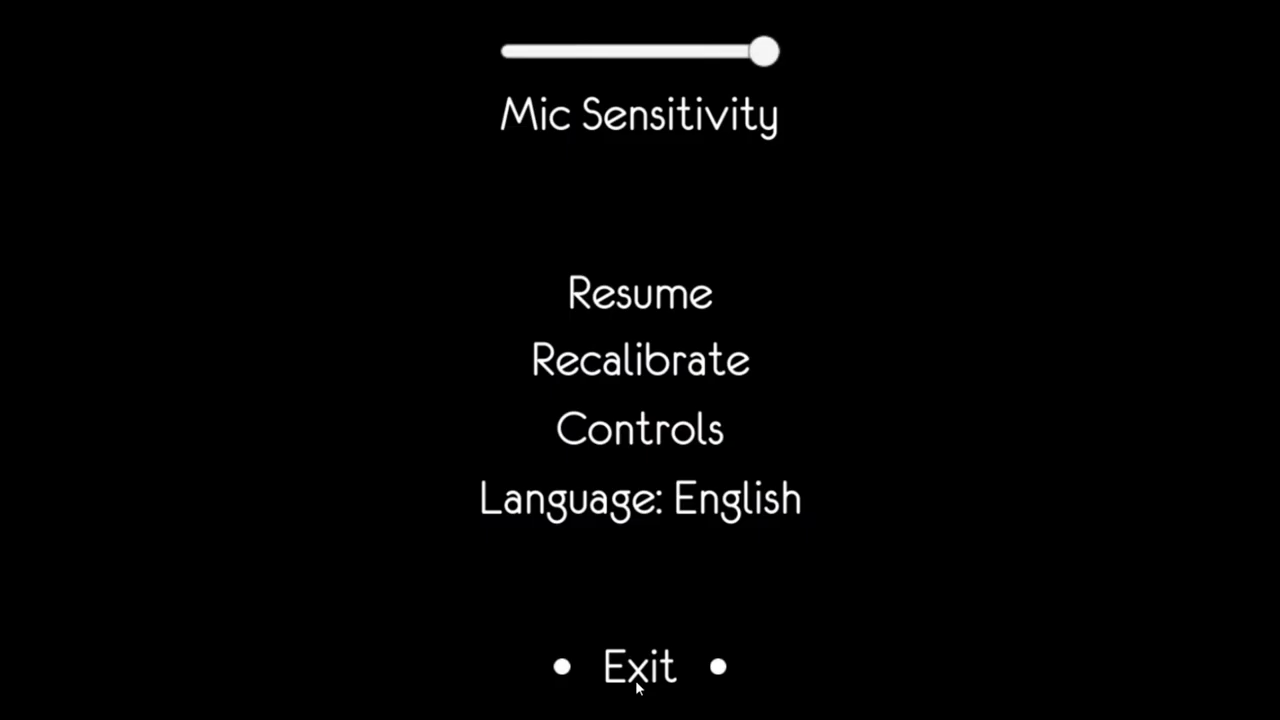 Mic Sensitivity
Resume
Recalibrate
Controls
Language: English
Exit